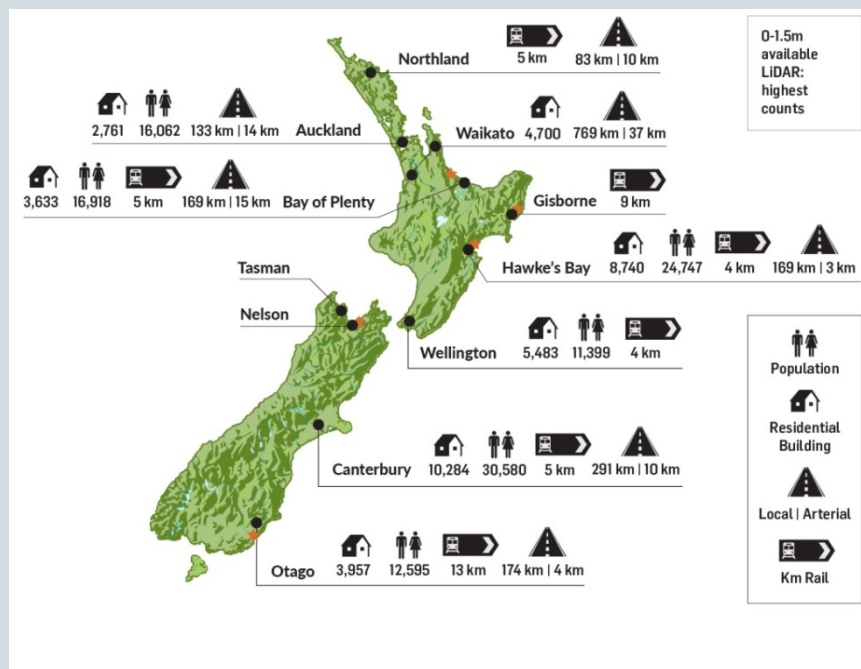 Northland
5 km 83 km | 10 km
0-1.5m
available
LiDAR:
highest
counts
2,761 16,062 133 km | 14 km Auckland
Waikato 4,700 769 km | 37 km
3,633 16,918 5 km 169 km | 15 km Bay of Plenty
Gisborne 9 km
Hawke's Bay 8,740 24,747 4 km 169 km | 3 km
Tasman
Nelson
Wellington 5,483 11,399 4 km
Population
Residential
Building
Local | Arterial
Km Rail
Canterbury 10,284 30,580 5 km 291 km | 10 km
Otago 3,957 12,595 13 km 174 km | 4 km